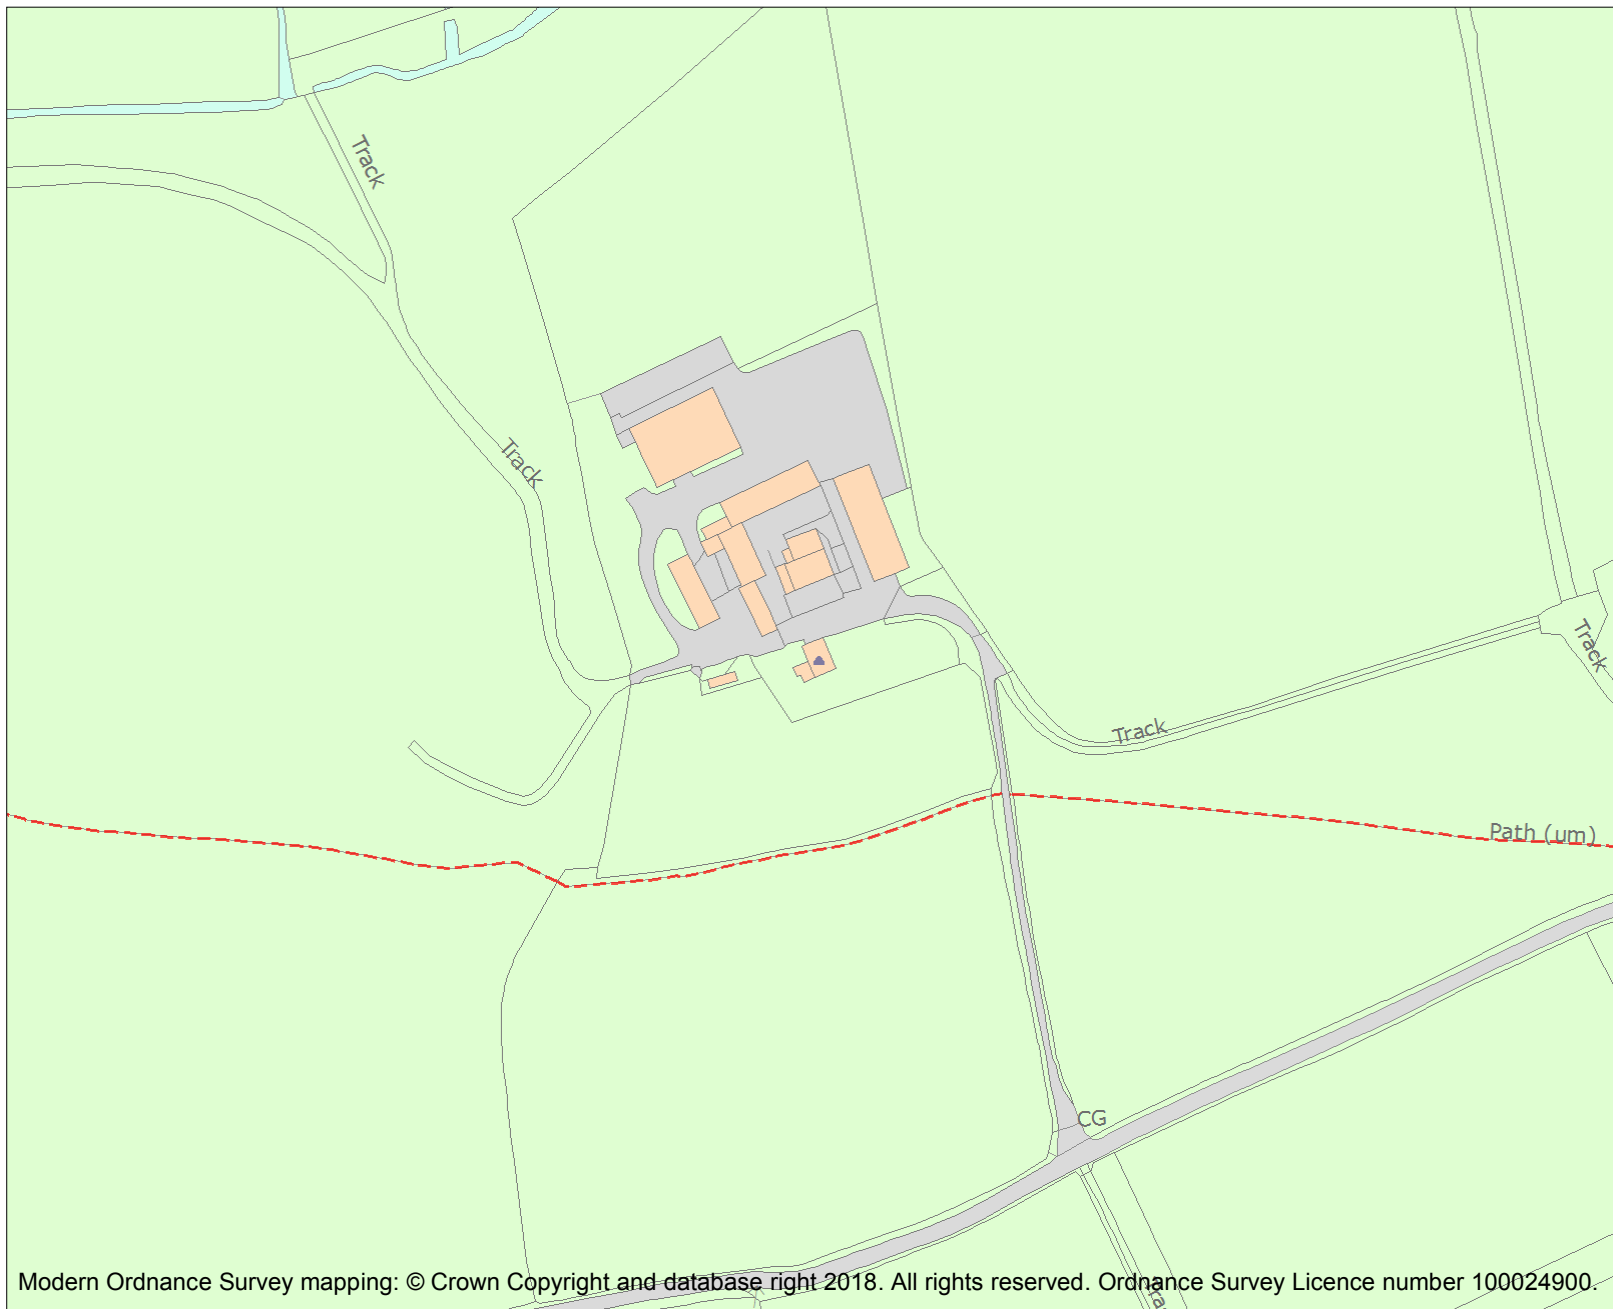 Track
Track
Track
Track
Path (um)
CG
Modern Ordnance Survey mapping: © Crown Copyright and database right 2018. All rights reserved. Ordnance Survey Licence number 100024900.